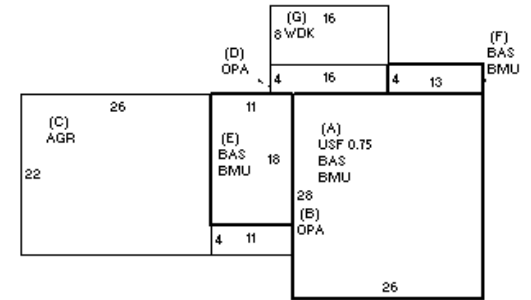 (G) 16
8 WDK
(D)
OPA
4 16
4 13
(F)
BAS
BMU
26
(C)
AGR
22
11
(E)
BAS
BMU
18
(A)
USF 0.75
BAS
BMU
28
(B)
OPA
4 11
26